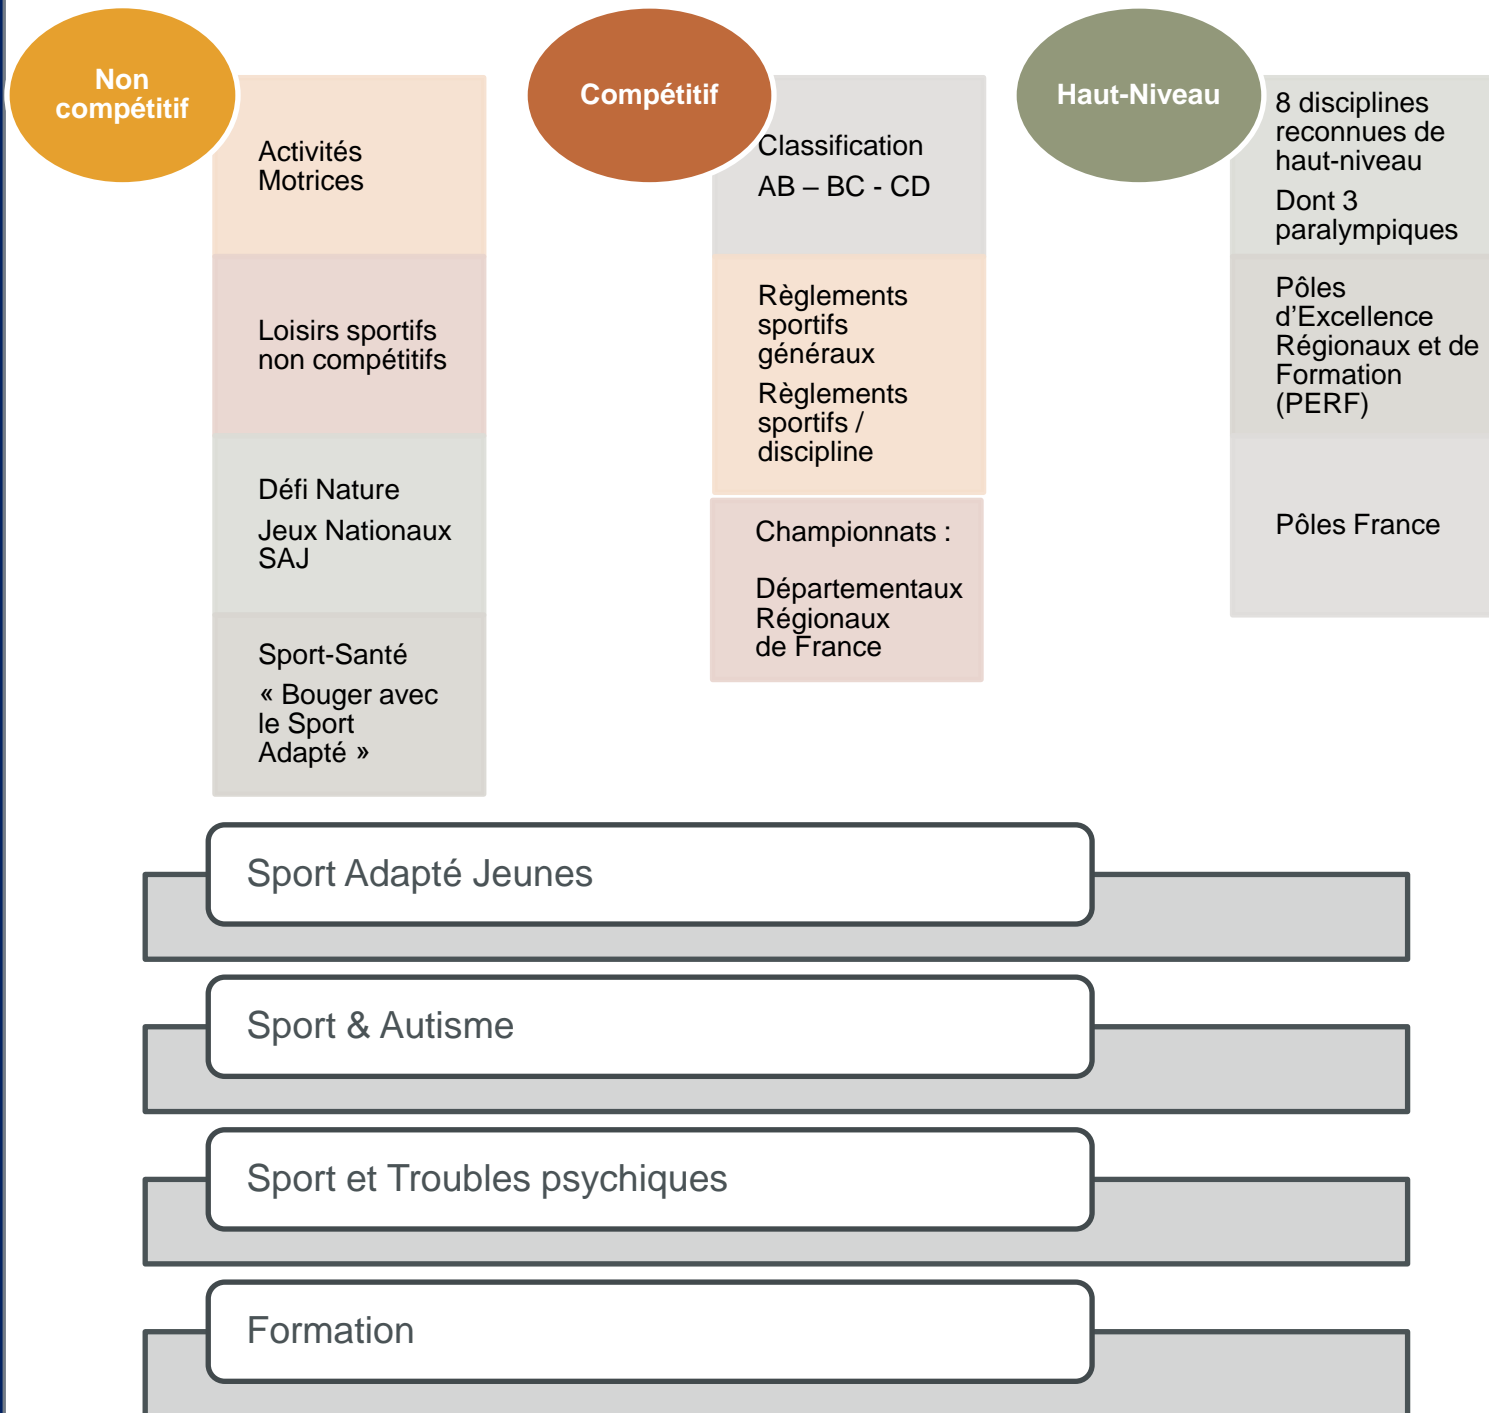 Non
compétitif
Activités
Motrices
Loisirs sportifs
non compétitifs
Défi Nature
Jeux Nationaux
SAJ
Sport-Santé
« Bouger avec
le Sport
Adapté »
Compétitif
Classification
AB – BC - CD
Règlements
sportifs
généraux
Règlements
sportifs /
discipline
Championnats :
Départementaux
Régionaux
de France
Haut-Niveau
8 disciplines
reconnues de
haut-niveau
Dont 3
paralympiques
Pôles
d’Excellence
Régionaux et de
Formation
(PERF)
Pôles France
Sport Adapté Jeunes
Sport & Autisme
Sport et Troubles psychiques
Formation